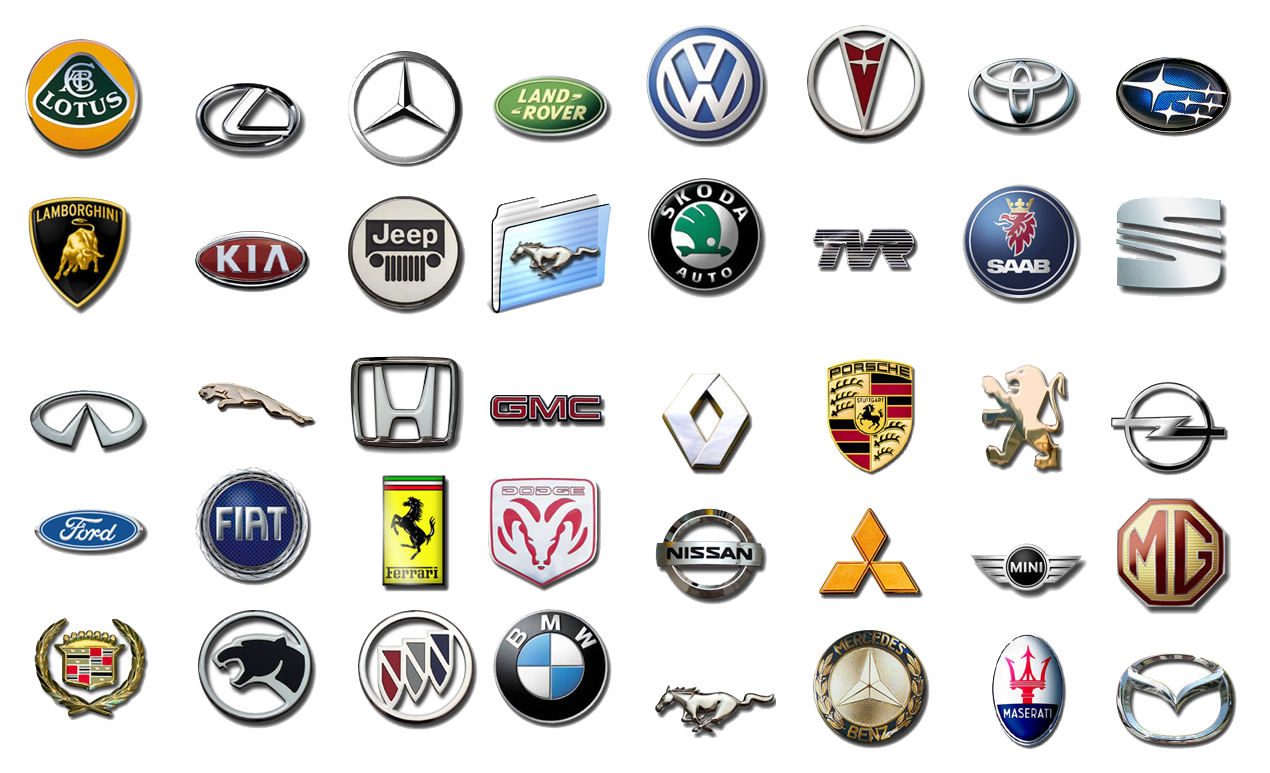 LOTUS
LAND-
-ROVER
LAMBORGHINI
KIA
Jeep
SKODA
AUTO
TVR
SAAB
GMC
PORSCHE
STUTTGART
Ford
FIAT
Ferrari
DODGE
NISSAN
MINI
MG
BMW
MERCEDES
BENZ
MASERATI